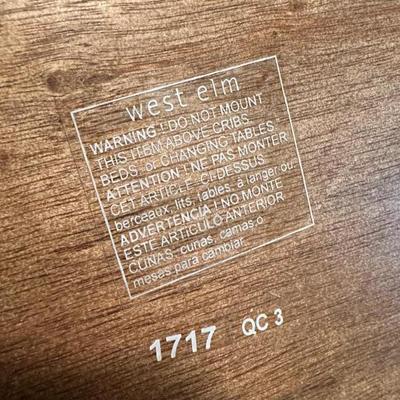 west elm
WARNING ! DO NOT MOUNT
THIS ITEM ABOVE CRIBS,
BEDS, or CHANGING TABLES
ATTENTION ! NE PAS MONTER
CET ARTICLE CI-DESSUS
berceaux, lits, tables, à langer ou
ADVERTENCIA ! NO MONTE
ESTE ARTICULO ANTERIOR
CUNAS, cunas, camas o
mesas para cambiar
1717 QC 3